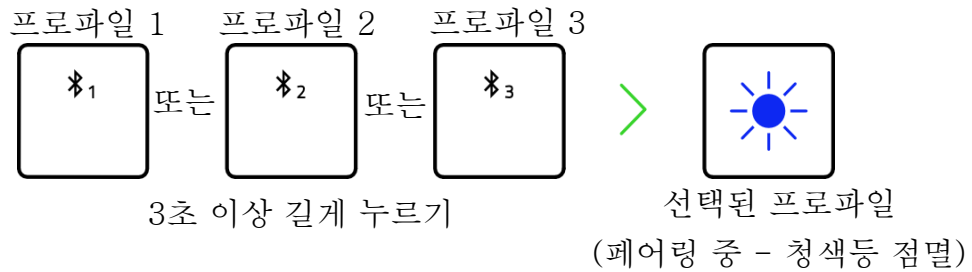 프로파일 1 프로파일 2 프로파일 3
1 또는 2 또는 3
3초 이상 길게 누르기
선택된 프로파일
(페어링 중 - 청색등 점멸)